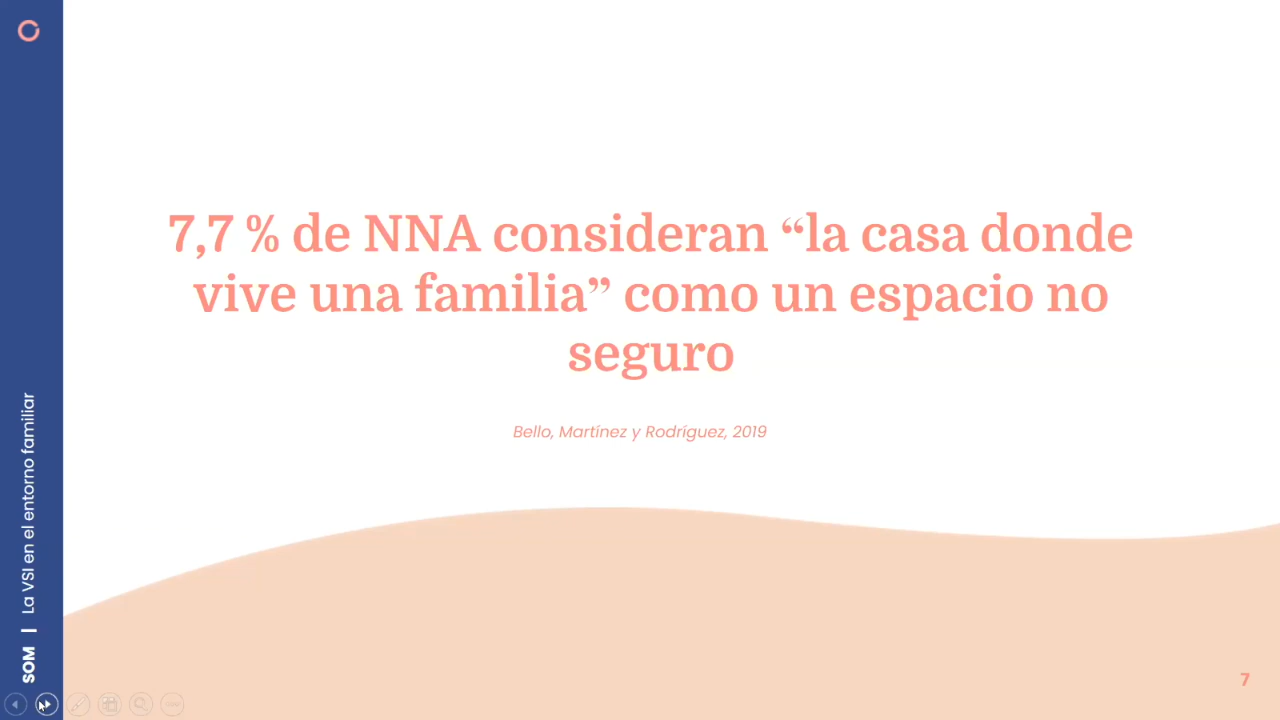 7,7 % de NNA consideran “la casa donde
vive una familia” como un espacio no
seguro
Bello, Martínez y Rodríguez, 2019
SOM | La VSI en el entorno familiar
7